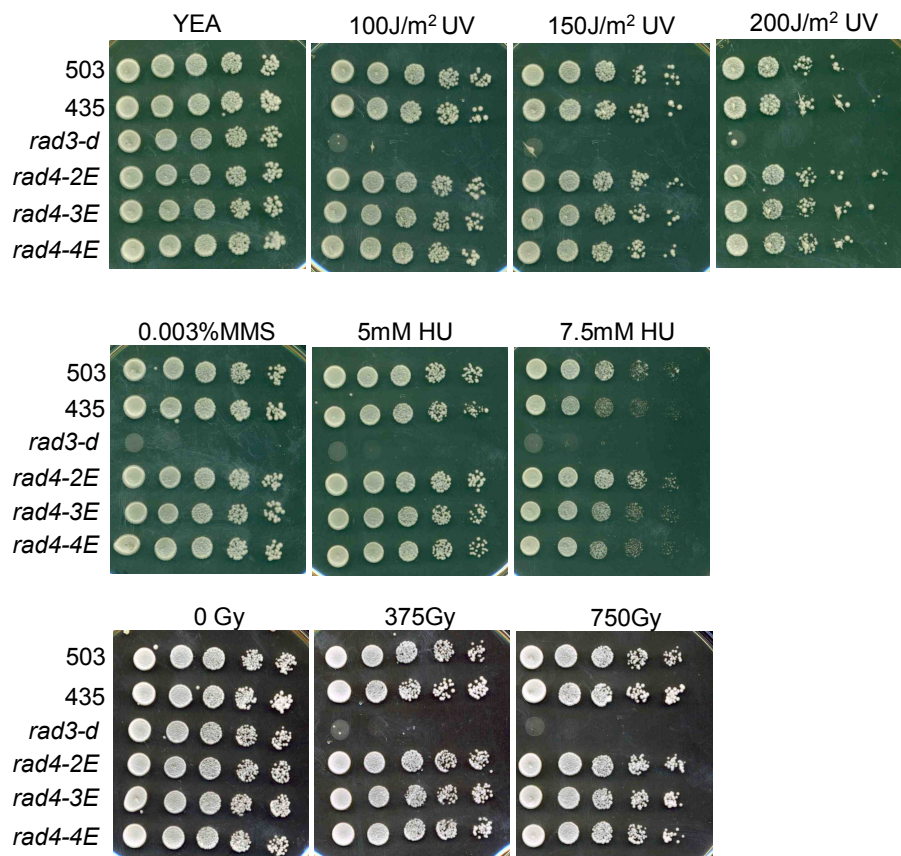 YEA 100J/m² UV 150J/m² UV 200J/m² UV
503
435
rad3-d
rad4-2E
rad4-3E
rad4-4E
0.003%MMS 5mM HU 7.5mM HU
503
435
rad3-d
rad4-2E
rad4-3E
rad4-4E
0 Gy 375Gy 750Gy
503
435
rad3-d
rad4-2E
rad4-3E
rad4-4E